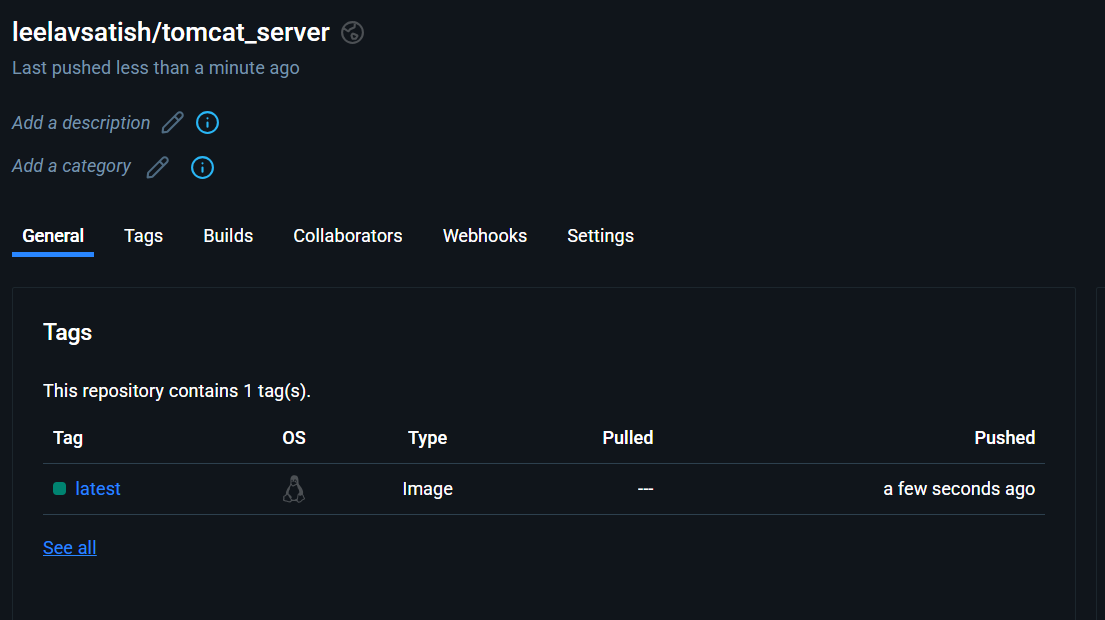 leelavsatish/tomcat_server
Last pushed less than a minute ago
Add a description
Add a category
General Tags Builds Collaborators Webhooks Settings
Tags
This repository contains 1 tag(s).
Tag OS Type Pulled Pushed
latest Image --- a few seconds ago
See all